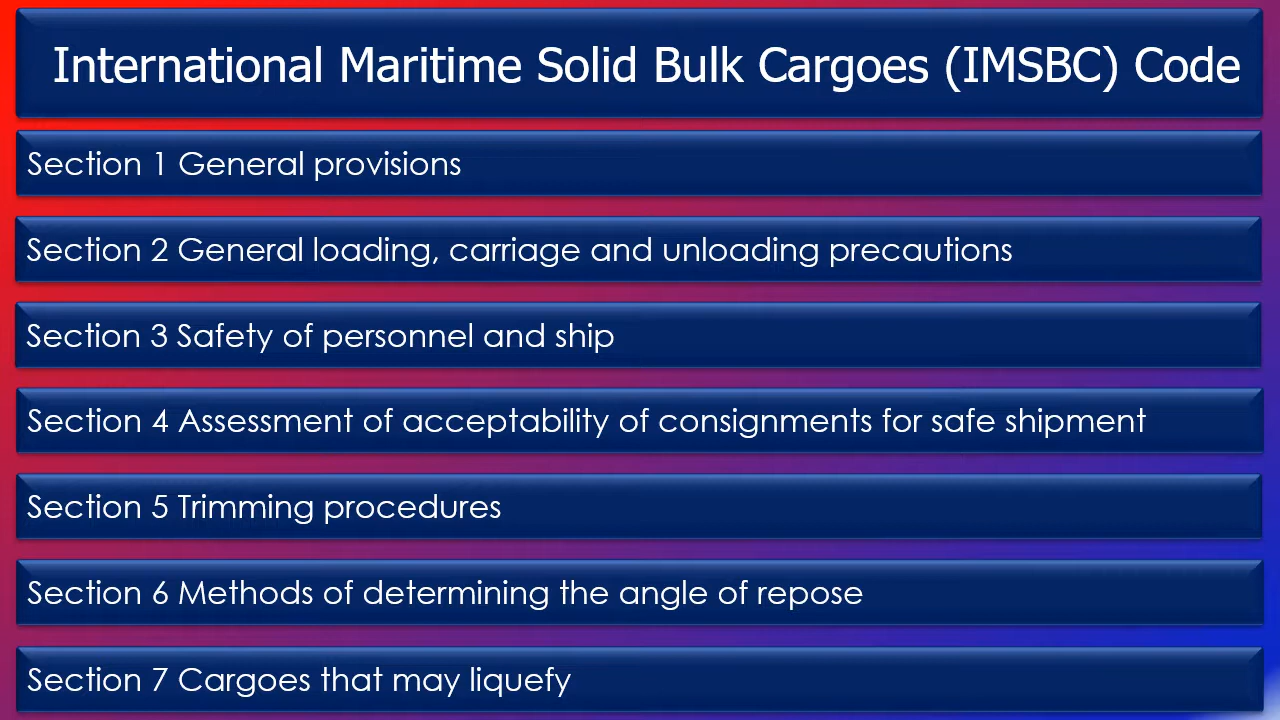 International Maritime Solid Bulk Cargoes (IMSBC) Code
Section 1 General provisions
Section 2 General loading, carriage and unloading precautions
Section 3 Safety of personnel and ship
Section 4 Assessment of acceptability of consignments for safe shipment
Section 5 Trimming procedures
Section 6 Methods of determining the angle of repose
Section 7 Cargoes that may liquefy